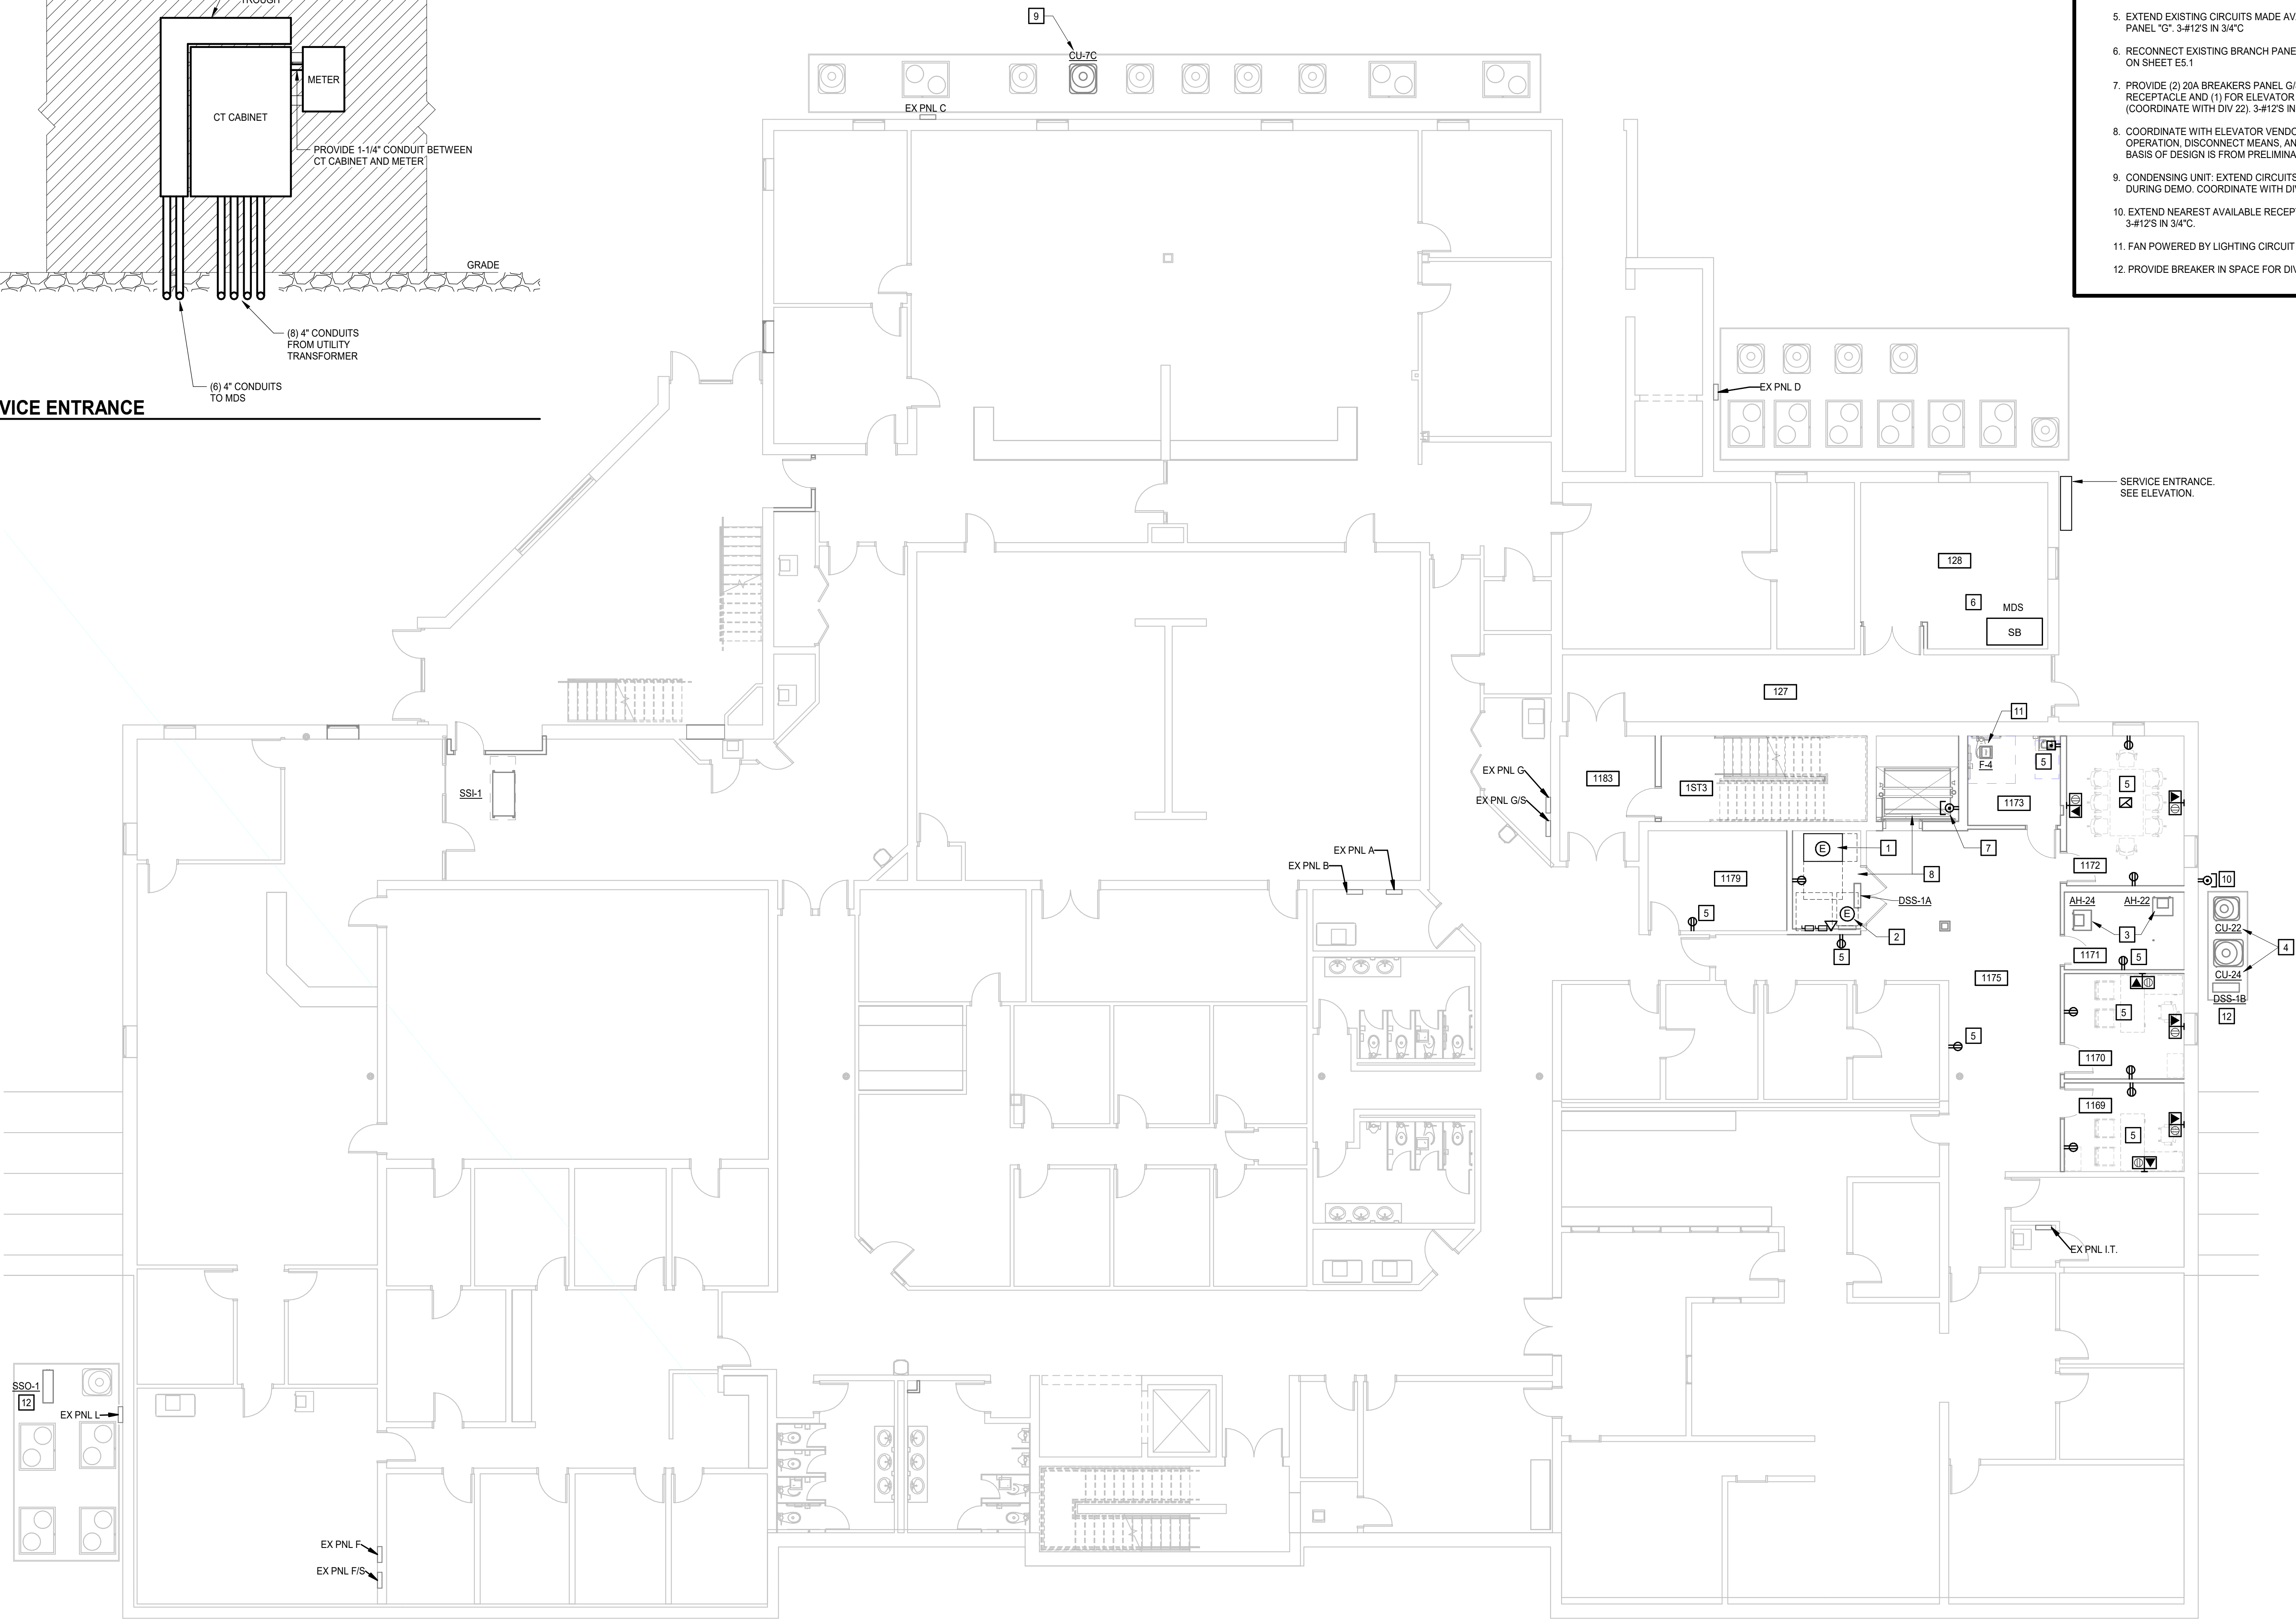 TROUGH
METER
CT CABINET
PROVIDE 1-1/4" CONDUIT BETWEEN
CT CABINET AND METER
GRADE
(8) 4" CONDUITS
FROM UTILITY
TRANSFORMER
(6) 4" CONDUITS
TO MDS
VICE ENTRANCE
5. EXTEND EXISTING CIRCUITS MADE AV
PANEL "G". 3-#12'S IN 3/4"C
6. RECONNECT EXISTING BRANCH PANE
ON SHEET E5.1
7. PROVIDE (2) 20A BREAKERS PANEL G/
RECEPTACLE AND (1) FOR ELEVATOR
(COORDINATE WITH DIV 22). 3-#12'S IN
8. COORDINATE WITH ELEVATOR VENDO
OPERATION, DISCONNECT MEANS, AN
BASIS OF DESIGN IS FROM PRELIMINA
9. CONDENSING UNIT: EXTEND CIRCUITS
DURING DEMO. COORDINATE WITH DI
10. EXTEND NEAREST AVAILABLE RECEP
3-#12'S IN 3/4"C.
11. FAN POWERED BY LIGHTING CIRCUIT
12. PROVIDE BREAKER IN SPACE FOR DI
9
CU-7C
EX PNL C
EX PNL D
SERVICE ENTRANCE.
SEE ELEVATION.
128
6
MDS
SB
127
11
F-4
5
5
EX PNL G
EX PNL G/S
1183
1ST3
1173
EX PNL A
EX PNL B
E
1
7
8
1179
1172
10
DSS-1A
5
E
2
5
AH-24
AH-22
3
1171
5
CU-22
4
CU-24
DSS-1B
12
1175
5
5
1170
1169
5
SSI-1
EX PNL I.T.
SSO-1
12
EX PNL L
EX PNL F
EX PNL F/S